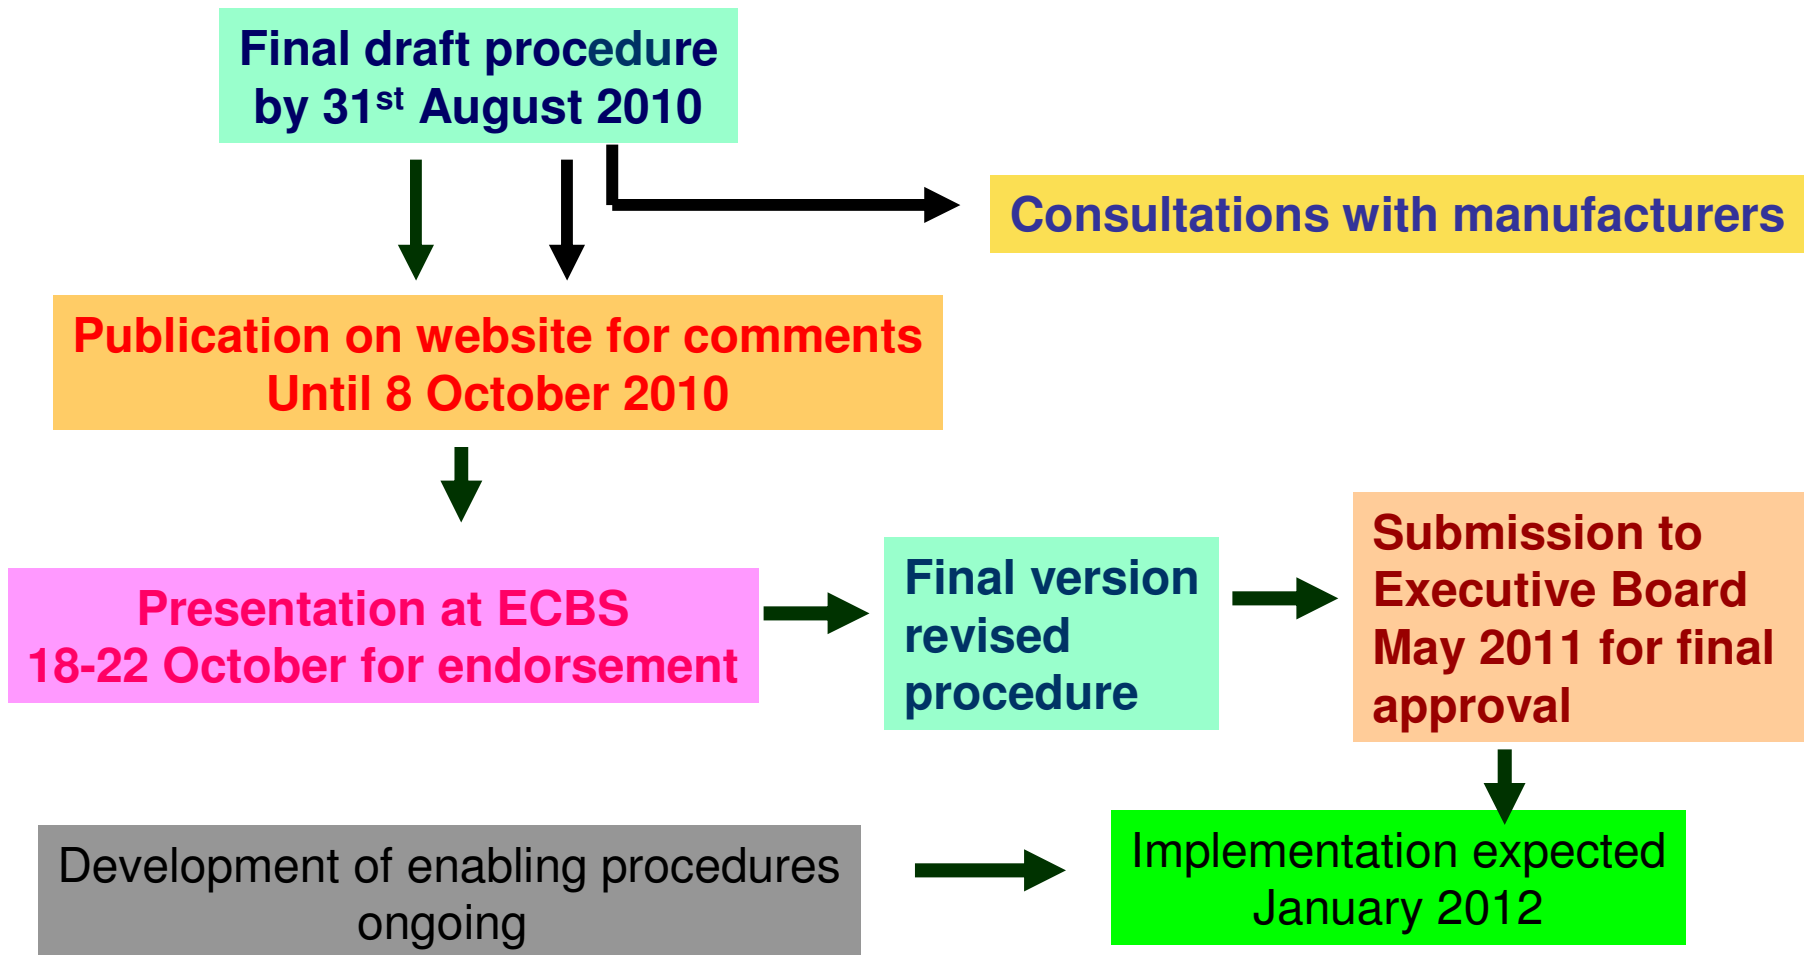 Final draft procedure
by 31st August 2010
Consultations with manufacturers
Publication on website for comments
Until 8 October 2010
Presentation at ECBS
18-22 October for endorsement
Final version
revised
procedure
Submission to
Executive Board
May 2011 for final
approval
Development of enabling procedures
ongoing
Implementation expected
January 2012